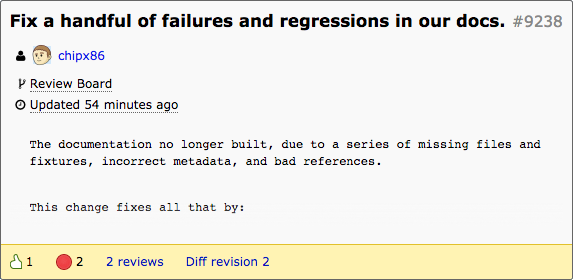 Fix a handful of failures and regressions in our docs. #9238
chipx86
Review Board
Updated 54 minutes ago
The documentation no longer built, due to a series of missing files and
fixtures, incorrect metadata, and bad references.
This change fixes all that by:
1 2 2 reviews Diff revision 2